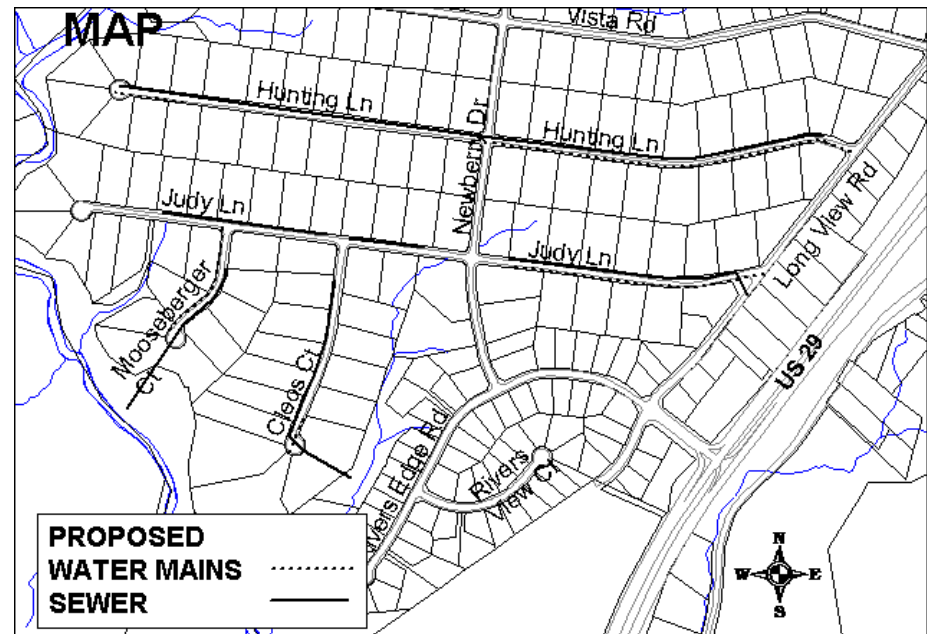 MAP
Vista Rd
Hunting Ln
Newberry Dr
Hunting Ln
Judy Ln
Judy Ln
Long View Rd
Mooseberger
Ct
Cleos Ct
US 29
Rivers
View Ct
Edge Rd
PROPOSED
WATER MAINS
SEWER
N
W E
S